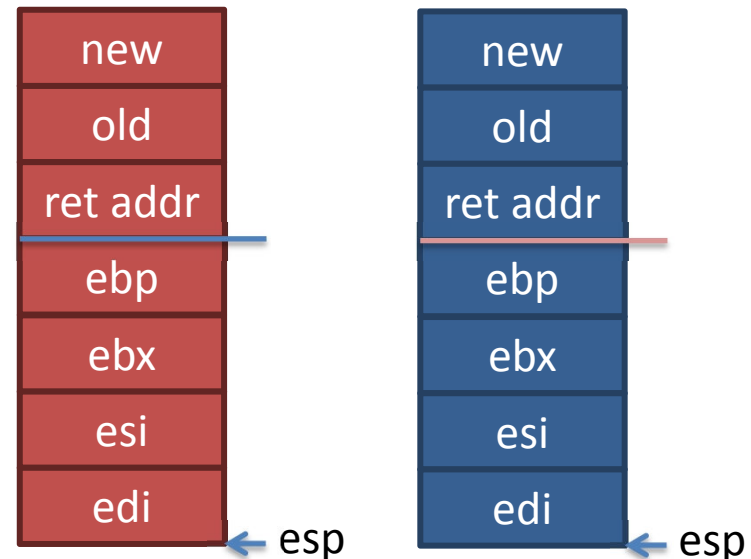 new
old
ret addr
ebp
ebx
esi
edi
esp
new
old
ret addr
ebp
ebx
esi
edi
esp